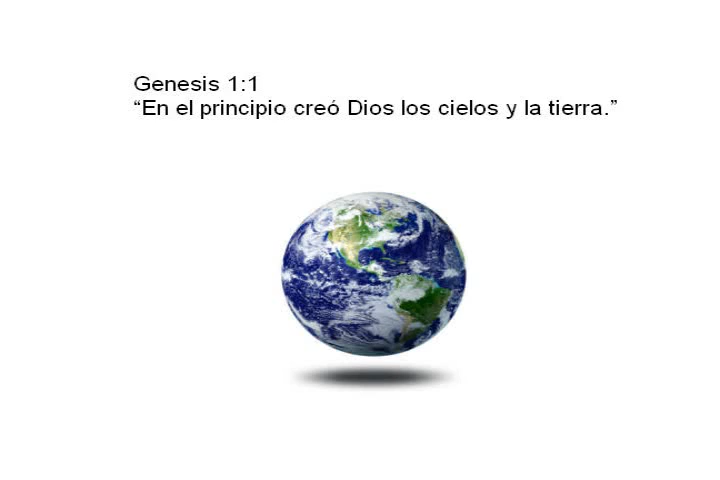 Genesis 1:1
“En el principio creó Dios los cielos y la tierra.”